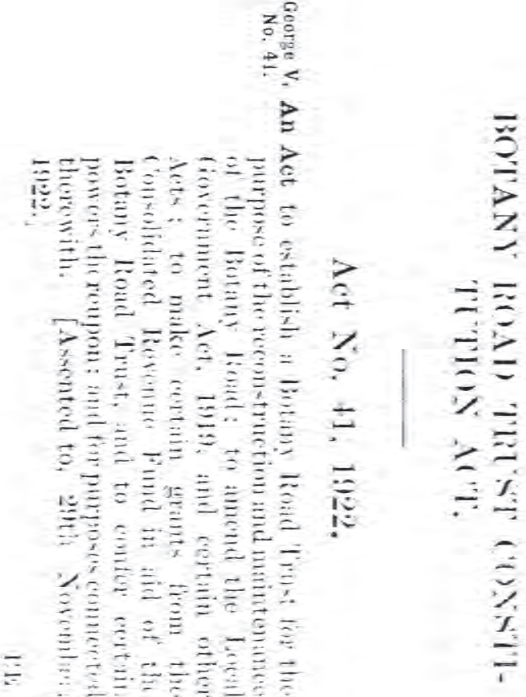 BOTANY ROAD TRUST CONSTI-
TUTION ACT.
Act No. 41, 1922.
George V, No. 41.
An Act to establish a Botany Road Trust for the
purpose of the reconstruction and maintenance
of the Botany Road; to amend the Local
Government Act, 1919, and certain other
Acts; to make certain grants from the
Consolidated Revenue Fund in aid of the
Botany Road Trust, and to confer certain
powers thereupon; and for purposes connected
therewith. [Assented to, 29th November,
1922.]